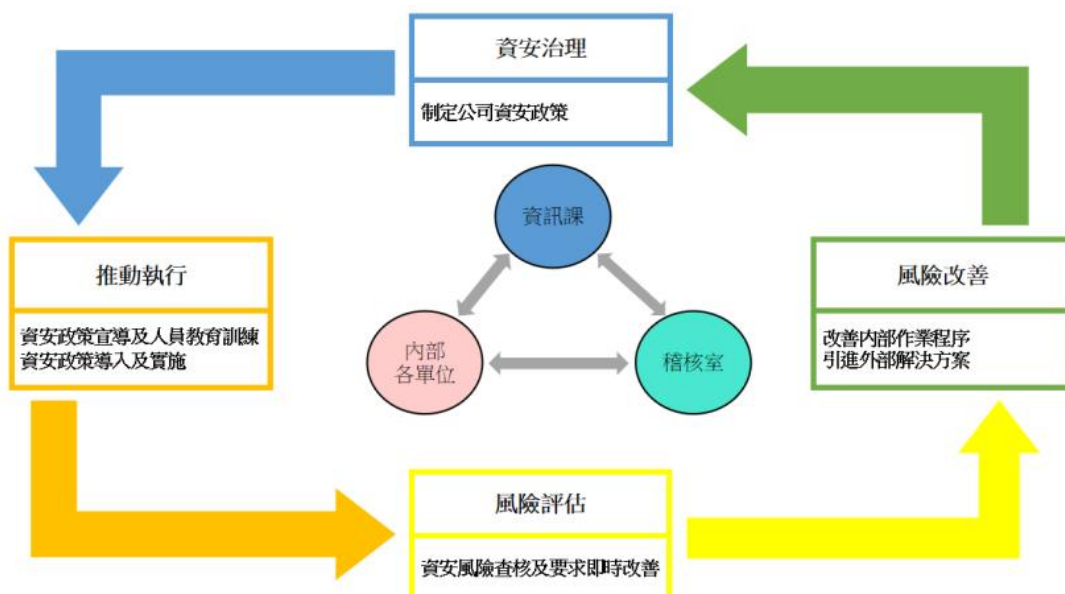 資安治理
制定公司資安政策
資訊課
推動執行
資安政策宣導及人員教育訓練
資安政策導入及實施
內部
各單位
稽核室
風險改善
改善內部作業程序
引進外部解決方案
風險評估
資安風險查核及要求即時改善